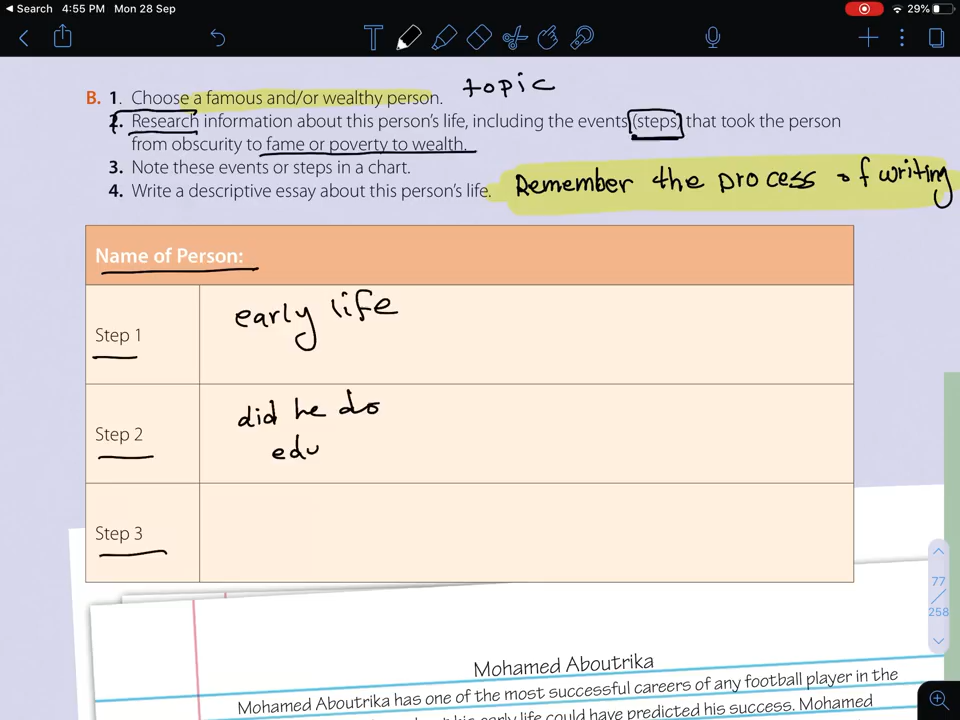 Search 4:55 PM Mon 28 Sep 29%
B. 1. Choose a famous and/or wealthy person. topic
2. Research information about this person's life, including the events (steps) that took the person
from obscurity to fame or poverty to wealth.
3. Note these events or steps in a chart.
4. Write a descriptive essay about this person's life. Remember the process of writing
Name of Person:
Step 1 early life
Step 2 did he do
edu
Step 3
77
/
258
Mohamed Aboutrika
Mohamed Aboutrika has one of the most successful careers of any football player in the
his early life could have predicted his success. Mohamed